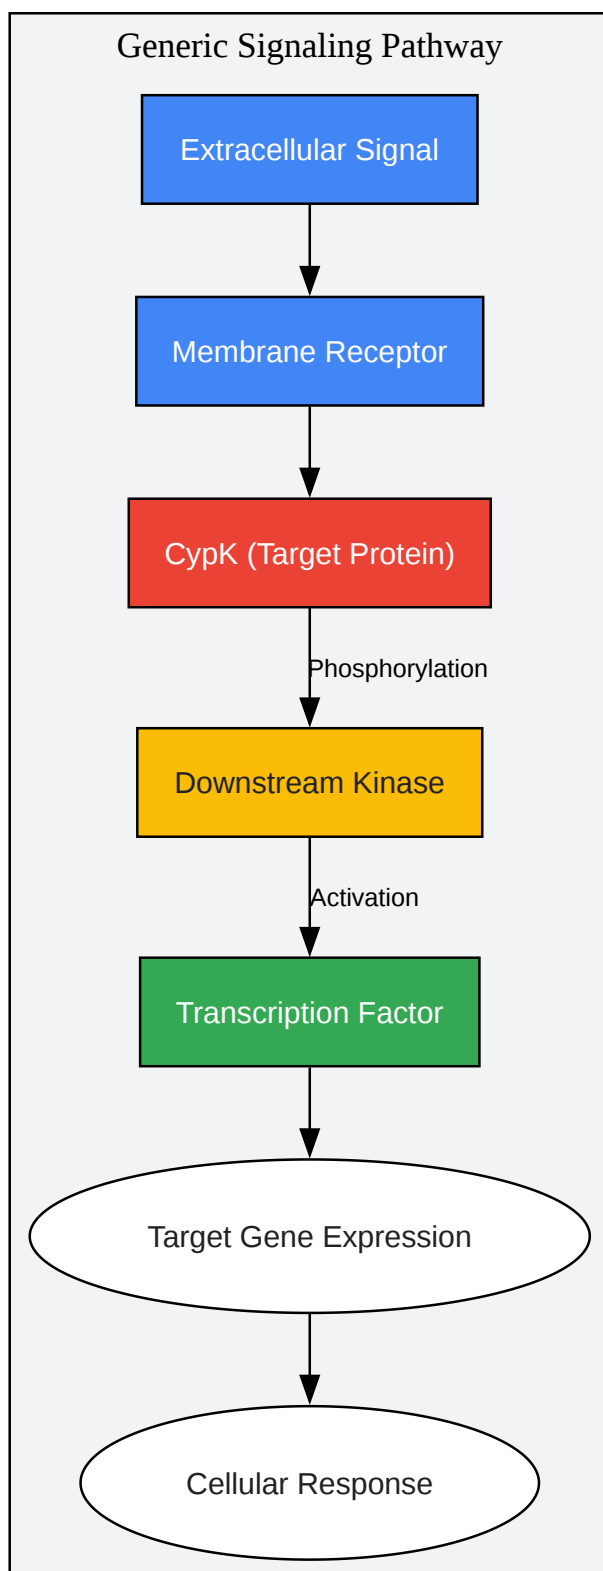 Generic Signaling Pathway
Extracellular Signal
Membrane Receptor
CypK (Target Protein)
Phosphorylation
Downstream Kinase
Activation
Transcription Factor
Target Gene Expression
Cellular Response